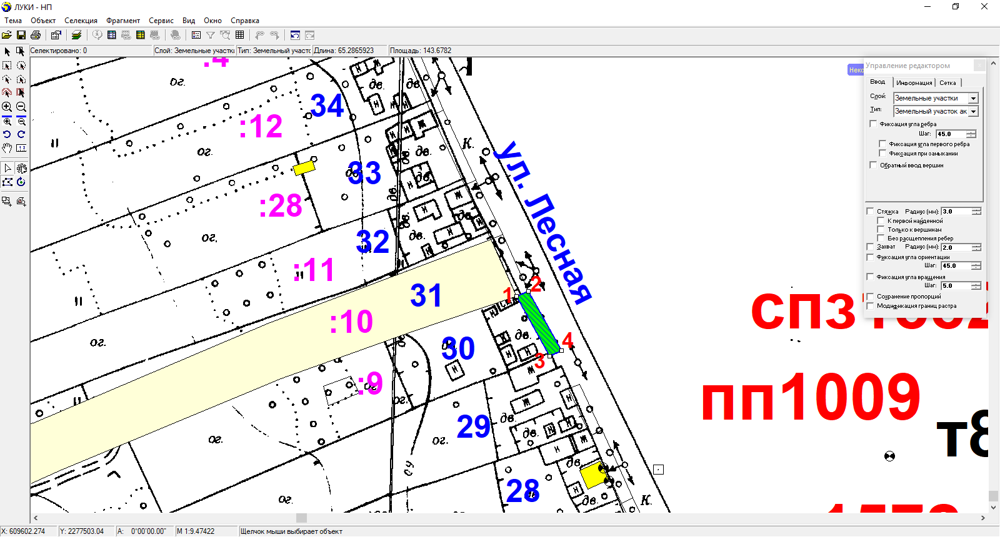 ЛУКИ - НП
Тема Объект Селекция Фрагмент Сервис Вид Окно Справка
Селектировано: 0 Слой: Земельные участки Тип: Земельный участс Длина: 65.2865923 Площадь: 143.6782
:4
ог.
дв.
дв.
34
:12
К.
ог.
дв.
33
ул. Лесная
:28
дв.
ог.
32
дв.
:11
31
1
2
:10
ог.
30
дв.
4
3
:9
ог.
29
дв.
дв.
ог.
ог.
дв.
28
дв.
ог.
К.
спз1
пп1009
т8
Неко
Управление редактором
Ввод Информация Сетка
Слой: Земельные участки
Тип: Земельный участок ак
Фиксация угла ребра
Шаг: 45.0
Фиксация угла первого ребра
Фиксация при замыкании
Обратный ввод вершин
Стяжка Радиус (мм): 3.0
К первой найденной
Только к вершинам
Без расщепления ребер
Захват Радиус (мм): 2.0
Фиксация угла ориентации
Шаг: 45.0
Фиксация угла вращения
Шаг: 5.0
Сохранение пропорций
Модификация границ растра
X: 609602.274 Y: 2277503.04 A: 0°00'00.00" М 1:9.47422 Щелчок мыши выбирает объект